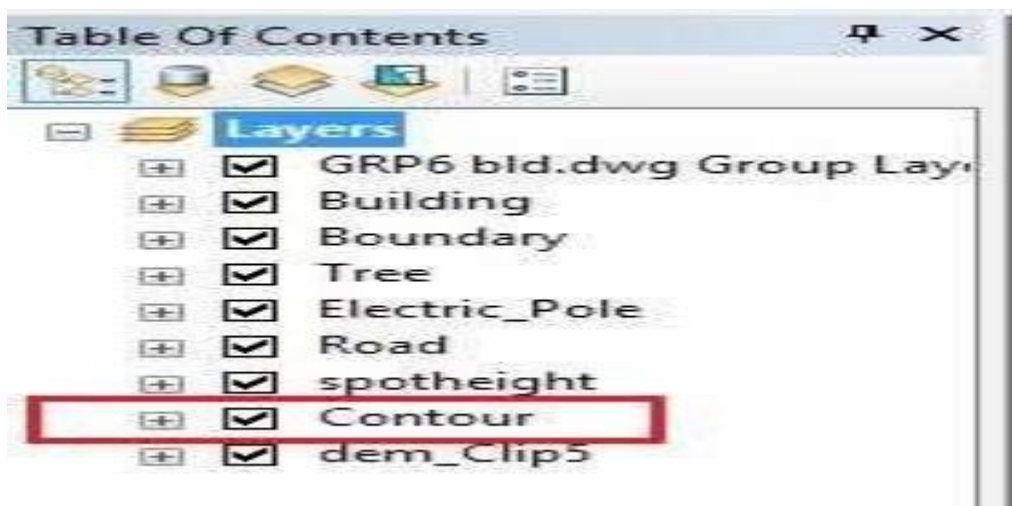 Table Of Contents
Layers
GRP6 bld.dwg Group Lay
Building
Boundary
Tree
Electric_Pole
Road
spotheight
Contour
dem_Clip5